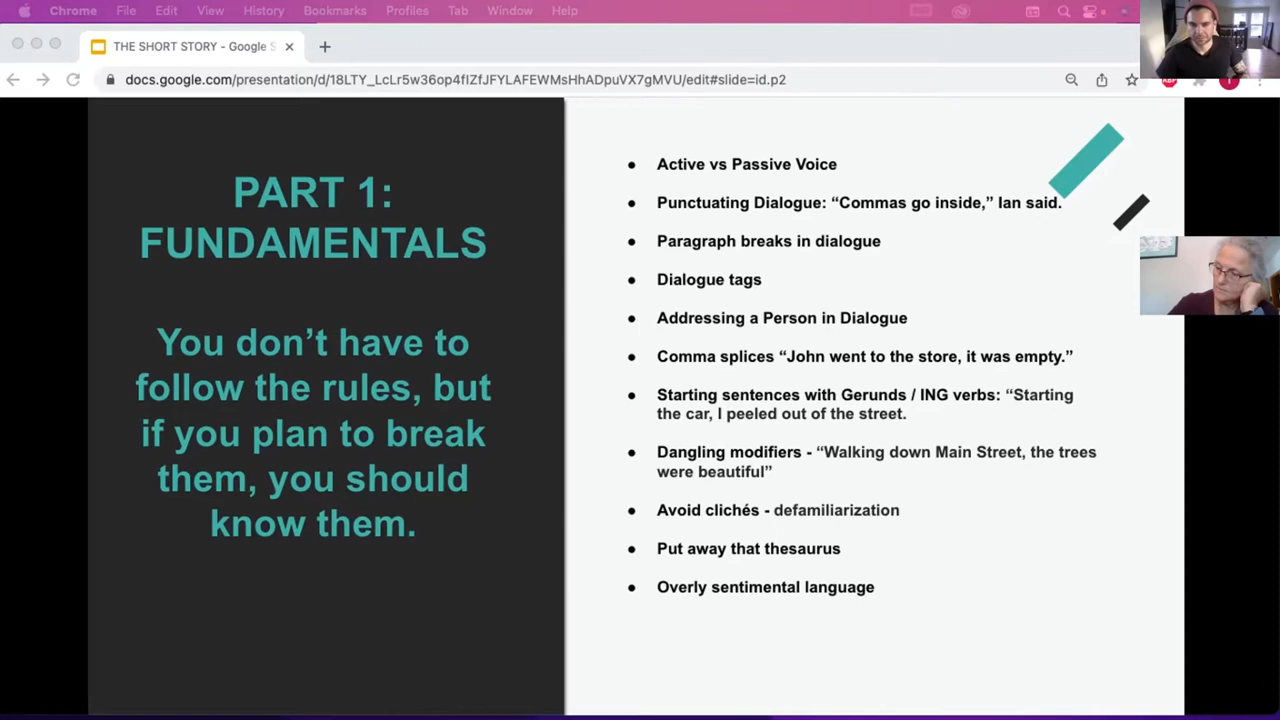 Chrome File Edit View History Bookmarks Profiles Tab Window Help
THE SHORT STORY - Google S
docs.google.com/presentation/d/18LTY_LcLr5w36op4fIZfJFYLAFEWMsHhADpuVX7gMVU/edit#slide=id.p2
PART 1:
FUNDAMENTALS
You don’t have to
follow the rules, but
if you plan to break
them, you should
know them.
● Active vs Passive Voice
● Punctuating Dialogue: “Commas go inside,” Ian said.
● Paragraph breaks in dialogue
● Dialogue tags
● Addressing a Person in Dialogue
● Comma splices “John went to the store, it was empty.”
● Starting sentences with Gerunds / ING verbs: “Starting
the car, I peeled out of the street.
● Dangling modifiers - “Walking down Main Street, the trees
were beautiful”
● Avoid clichés - defamiliarization
● Put away that thesaurus
● Overly sentimental language